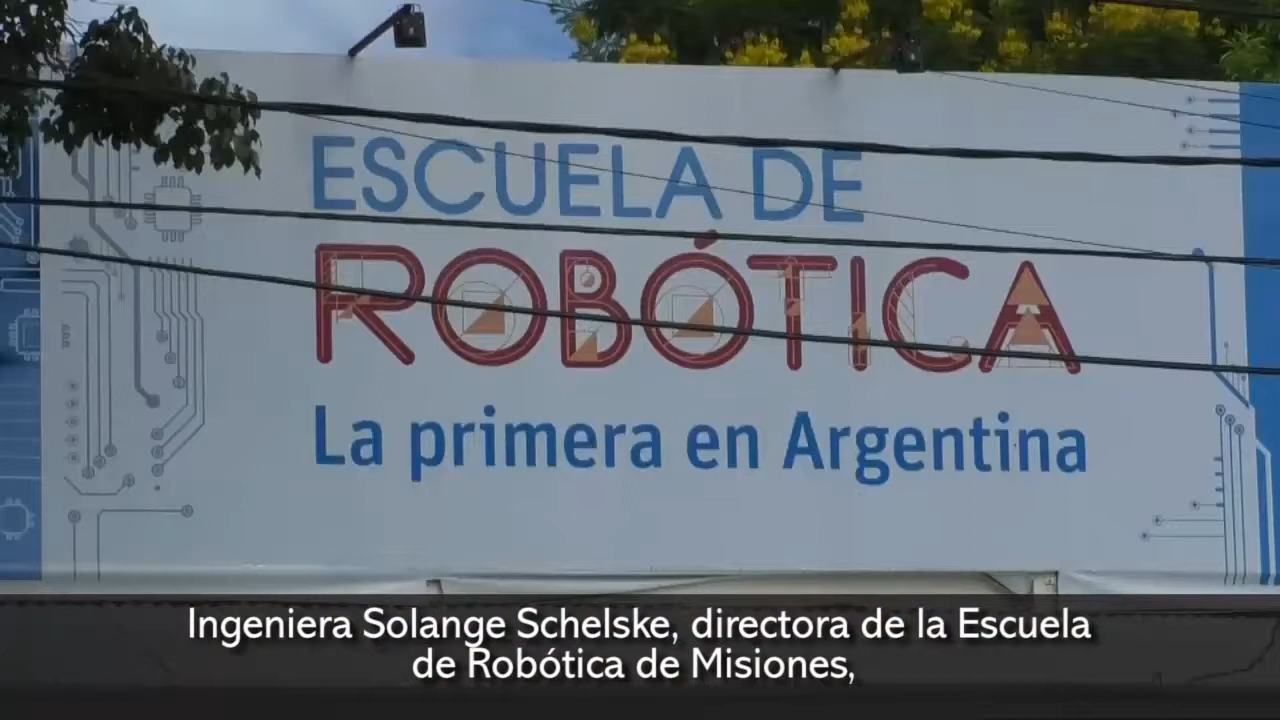 ESCUELA DE
ROBÓTICA
La primera en Argentina
Ingeniera Solange Schelske, directora de la Escuela
de Robótica de Misiones,